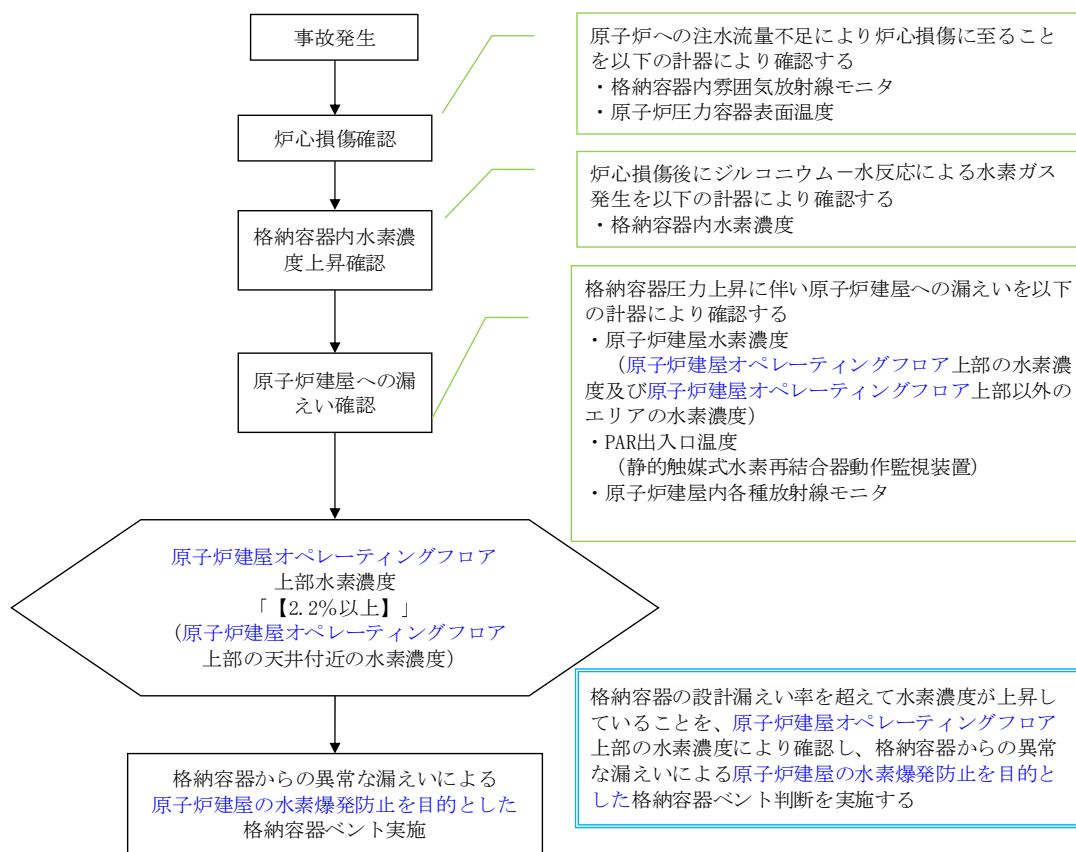 事故発生
原子炉への注水流量不足により炉心損傷に至ること
を以下の計器により確認する
・格納容器内雰囲気放射線モニタ
・原子炉圧力容器表面温度
炉心損傷確認
炉心損傷後にジルコニウム－水反応による水素ガス
発生を以下の計器により確認する
・格納容器内水素濃度
格納容器内水素濃
度上昇確認
格納容器圧力上昇に伴い原子炉建屋への漏えいを以下
の計器により確認する
・原子炉建屋水素濃度
（原子炉建屋オペレーティングフロア上部の水素濃
度及び原子炉建屋オペレーティングフロア上部以外の
エリアの水素濃度）
・PAR出入口温度
（静的触媒式水素再結合器動作監視装置）
・原子炉建屋内各種放射線モニタ
原子炉建屋への漏
えい確認
原子炉建屋オペレーティングフロア
上部水素濃度
「【2.2%以上】」
（原子炉建屋オペレーティングフロア
上部の天井付近の水素濃度）
格納容器の設計漏えい率を超えて水素濃度が上昇し
ていることを、原子炉建屋オペレーティングフロア
上部の水素濃度により確認し、格納容器からの異常
な漏えいによる原子炉建屋の水素爆発防止を目的と
した格納容器ベント判断を実施する
格納容器からの異常な漏えいによる
原子炉建屋の水素爆発防止を目的とした
格納容器ベント実施